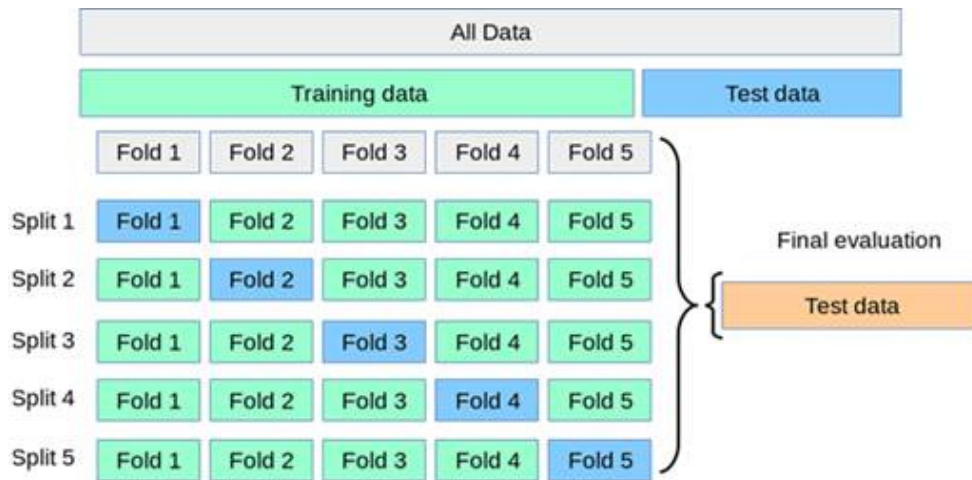 All Data
Training data Test data
Fold 1 Fold 2 Fold 3 Fold 4 Fold 5
Split 1 Fold 1 Fold 2 Fold 3 Fold 4 Fold 5
Split 2 Fold 1 Fold 2 Fold 3 Fold 4 Fold 5
Split 3 Fold 1 Fold 2 Fold 3 Fold 4 Fold 5
Split 4 Fold 1 Fold 2 Fold 3 Fold 4 Fold 5
Split 5 Fold 1 Fold 2 Fold 3 Fold 4 Fold 5
Final evaluation
Test data